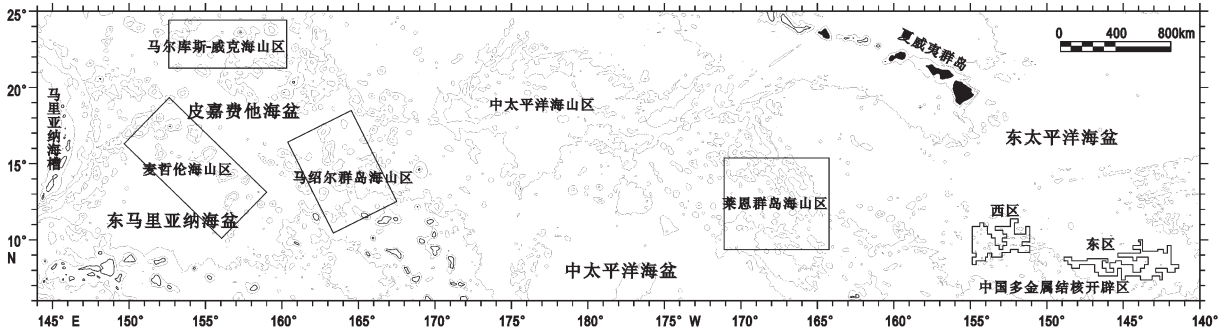 25°
20°
15°
10°
N
马尔库斯-威克海山区
夏威夷群岛
0 400 800km
马里亚纳海槽
皮嘉费他海盆
中太平洋海山区
东太平洋海盆
麦哲伦海山区
马绍尔群岛海山区
莱恩群岛海山区
东马里亚纳海盆
西区
东区
中太平洋海盆
中国多金属结核开辟区
145° E 150° 155° 160° 165° 170° 175° 180° 175° W 170° 165° 160° 155° 150° 145° 140°